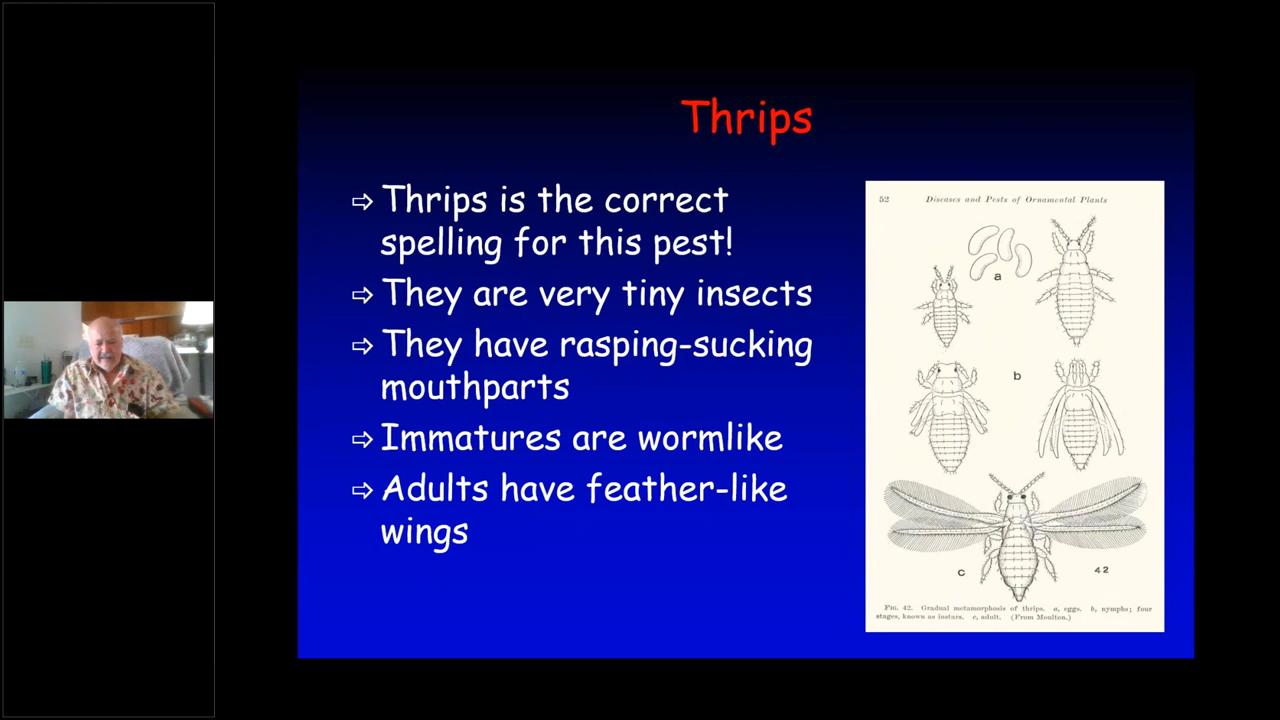 Thrips
⇨ Thrips is the correct
spelling for this pest!
⇨ They are very tiny insects
⇨ They have rasping-sucking
mouthparts
⇨ Immatures are wormlike
⇨ Adults have feather-like
wings
52 Diseases and Pests of Ornamental Plants
a
b
c
42
Fig. 42. Gradual metamorphosis of thrips. a, eggs. b, nymphs; four
stages, known as instars. c, adult. (From Moulton.)